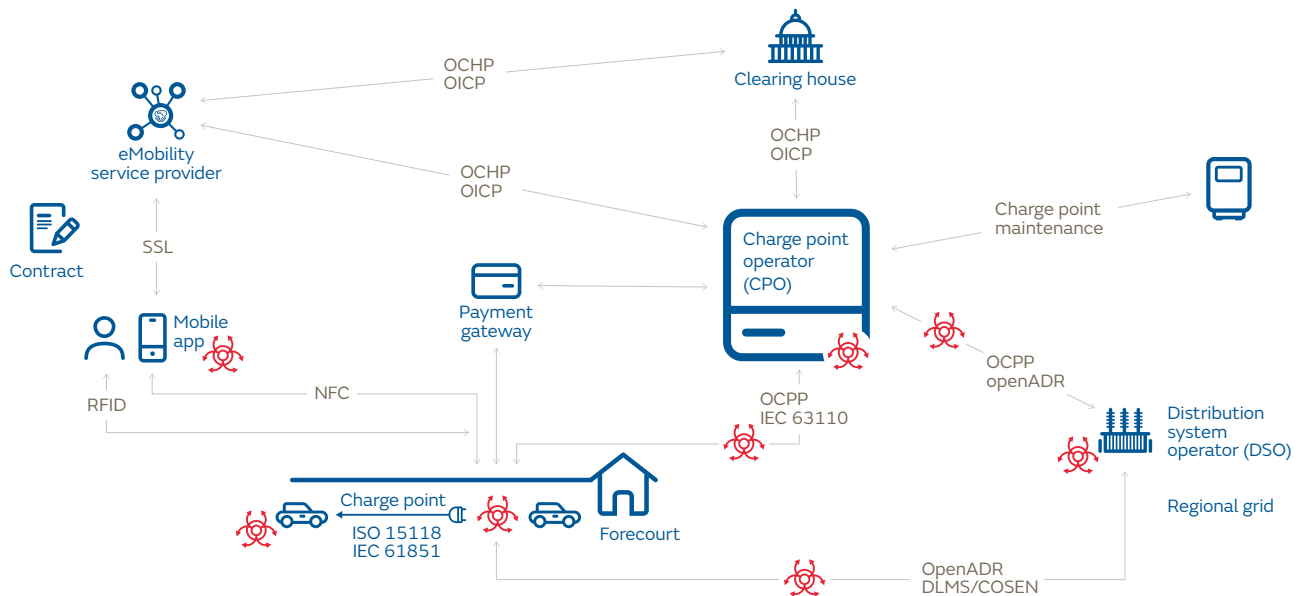 OCHP
OICP
Clearing house
eMobility
service provider
OCHP
OICP
OCHP
OICP
Contract
SSL
Charge point
operator
(CPO)
Charge point
maintenance
Payment
gateway
Mobile
app
RFID
NFC
OCPP
IEC 63110
OCPP
openADR
Distribution
system
operator (DSO)
Regional grid
Charge point
ISO 15118
IEC 61851
Forecourt
OpenADR
DLMS/COSEN